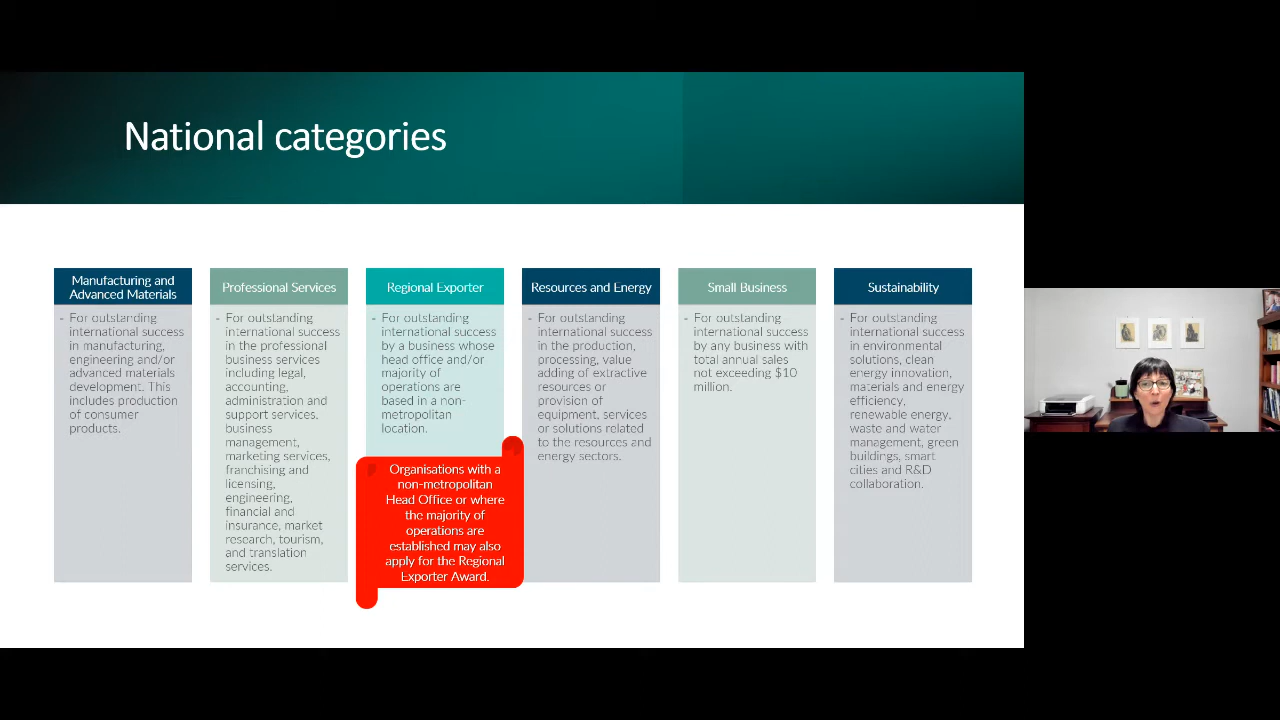 National categories
Manufacturing and
Advanced Materials
- For outstanding
international success
in manufacturing,
engineering and/or
advanced materials
development. This
includes production
of consumer
products.
Professional Services
- For outstanding
international success
in the professional
business services
including legal,
accounting,
administration and
support services,
business
management,
marketing services,
franchising and
licensing,
engineering,
financial and
insurance, market
research, tourism,
and translation
services.
Regional Exporter
- For outstanding
international success
by a business whose
head office and/or
majority of
operations are
based in a non-
metropolitan
location.
Organisations with a
non-metropolitan
Head Office or where
the majority of
operations are
established may also
apply for the Regional
Exporter Award.
Resources and Energy
- For outstanding
international success
in the production,
processing, value
adding of extractive
resources or
provision of
equipment, services
or solutions related
to the resources and
energy sectors.
Small Business
- For outstanding
international success
by any business with
total annual sales
not exceeding $10
million.
Sustainability
- For outstanding
international success
in environmental
solutions, clean
energy innovation,
materials and energy
efficiency,
renewable energy,
waste and water
management, green
buildings, smart
cities and R&D
collaboration.